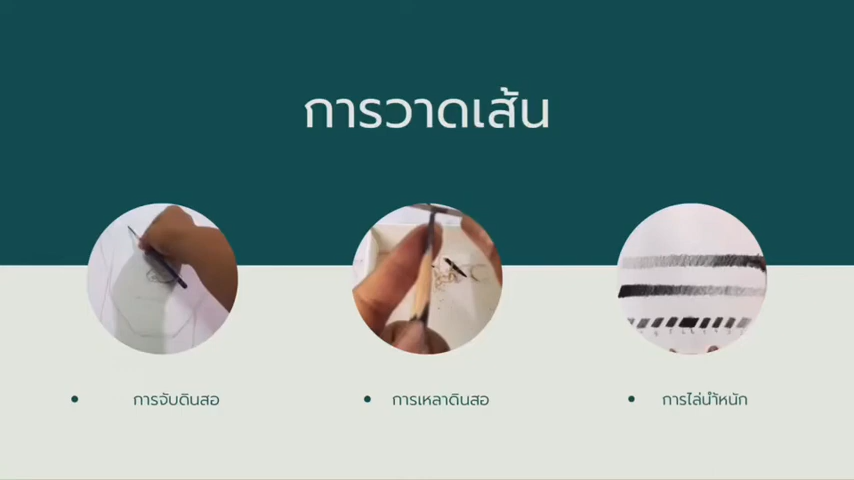 การวาดเส้น
• การจับดินสอ
• การเหลาดินสอ
• การไล่น้ำหนัก